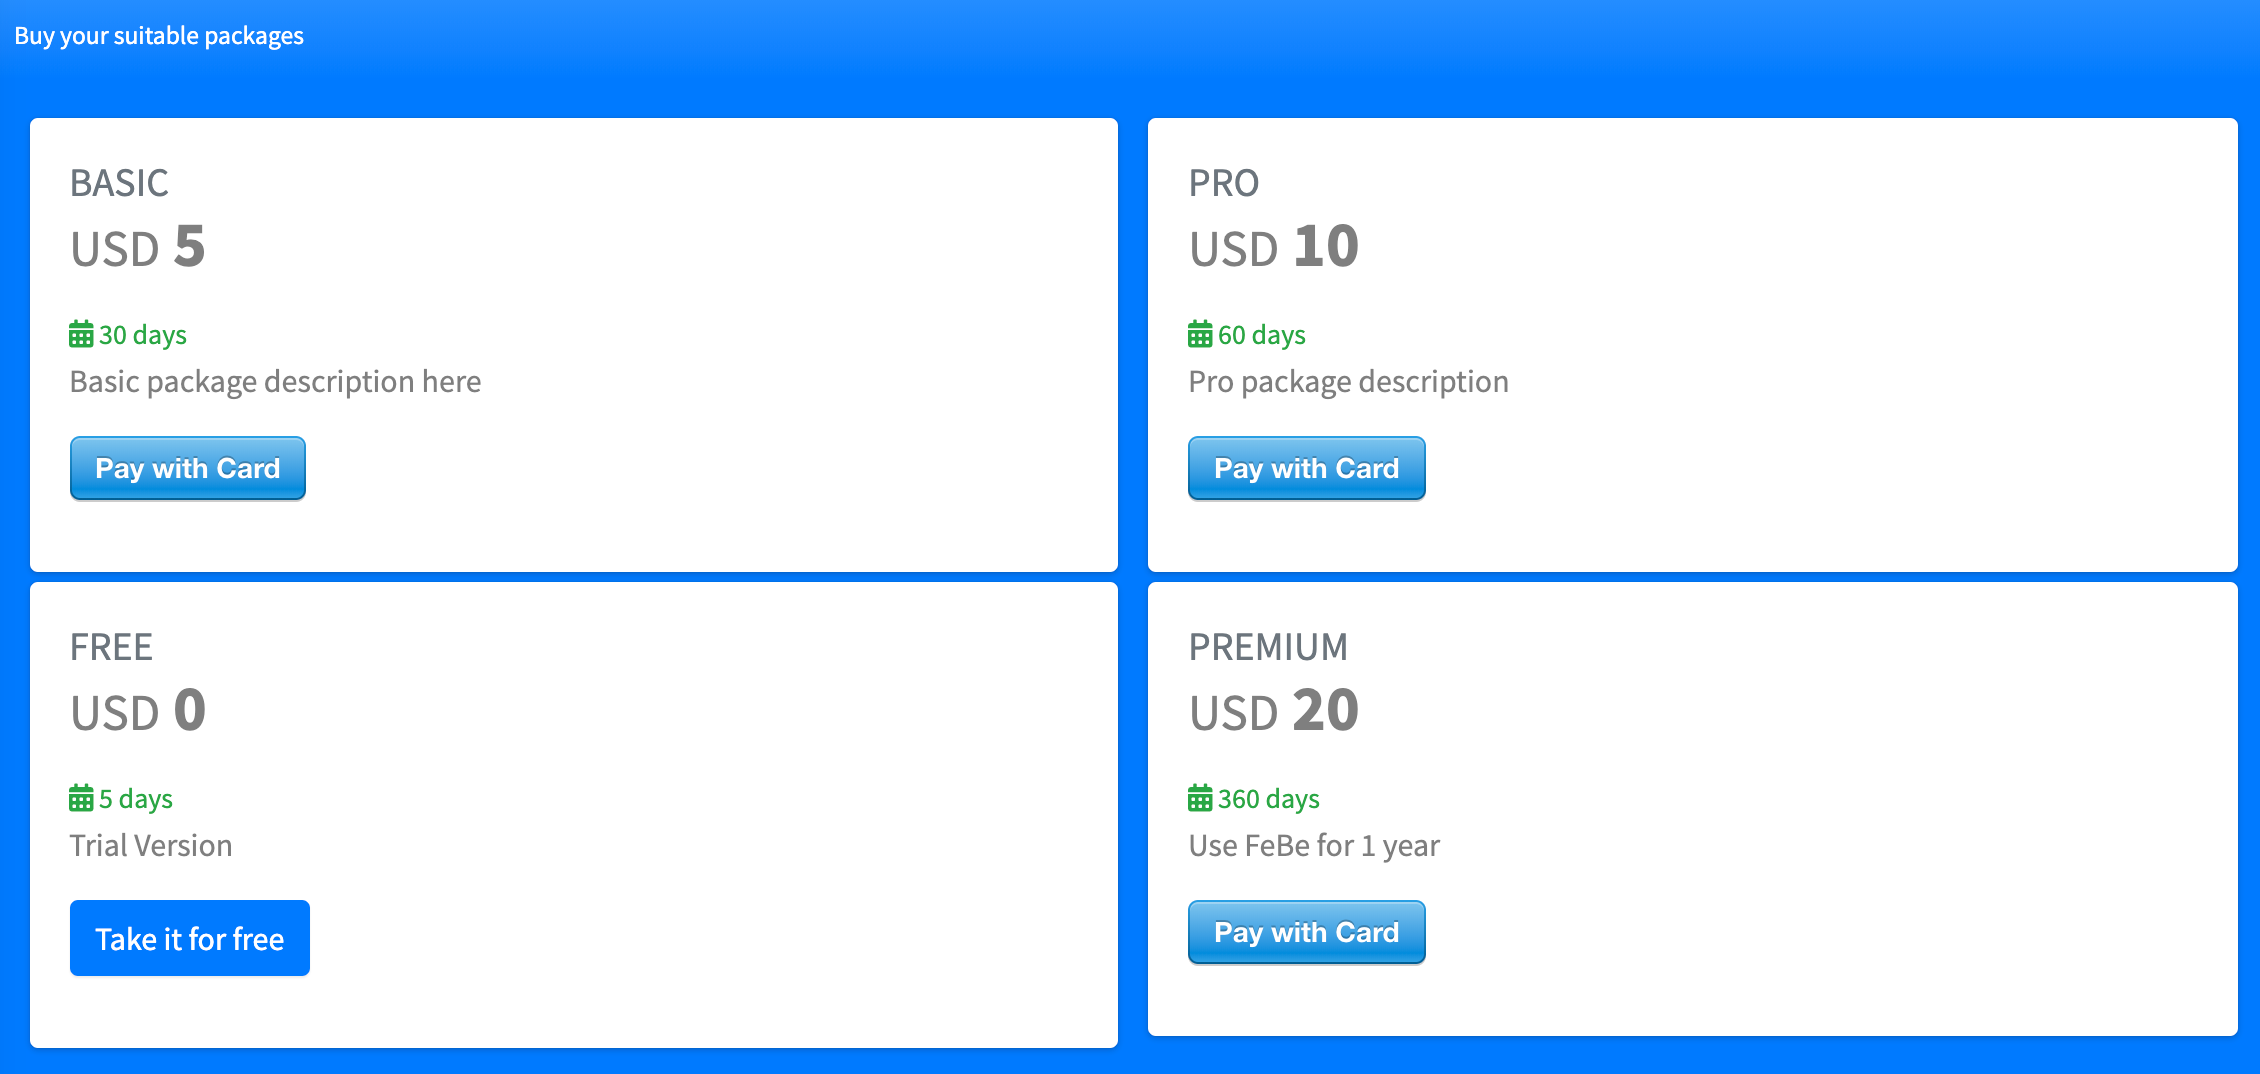 Buy your suitable packages
BASIC
USD 5
30 days
Basic package description here
Pay with Card
PRO
USD 10
60 days
Pro package description
Pay with Card
FREE
USD 0
5 days
Trial Version
Take it for free
PREMIUM
USD 20
360 days
Use FeBe for 1 year
Pay with Card